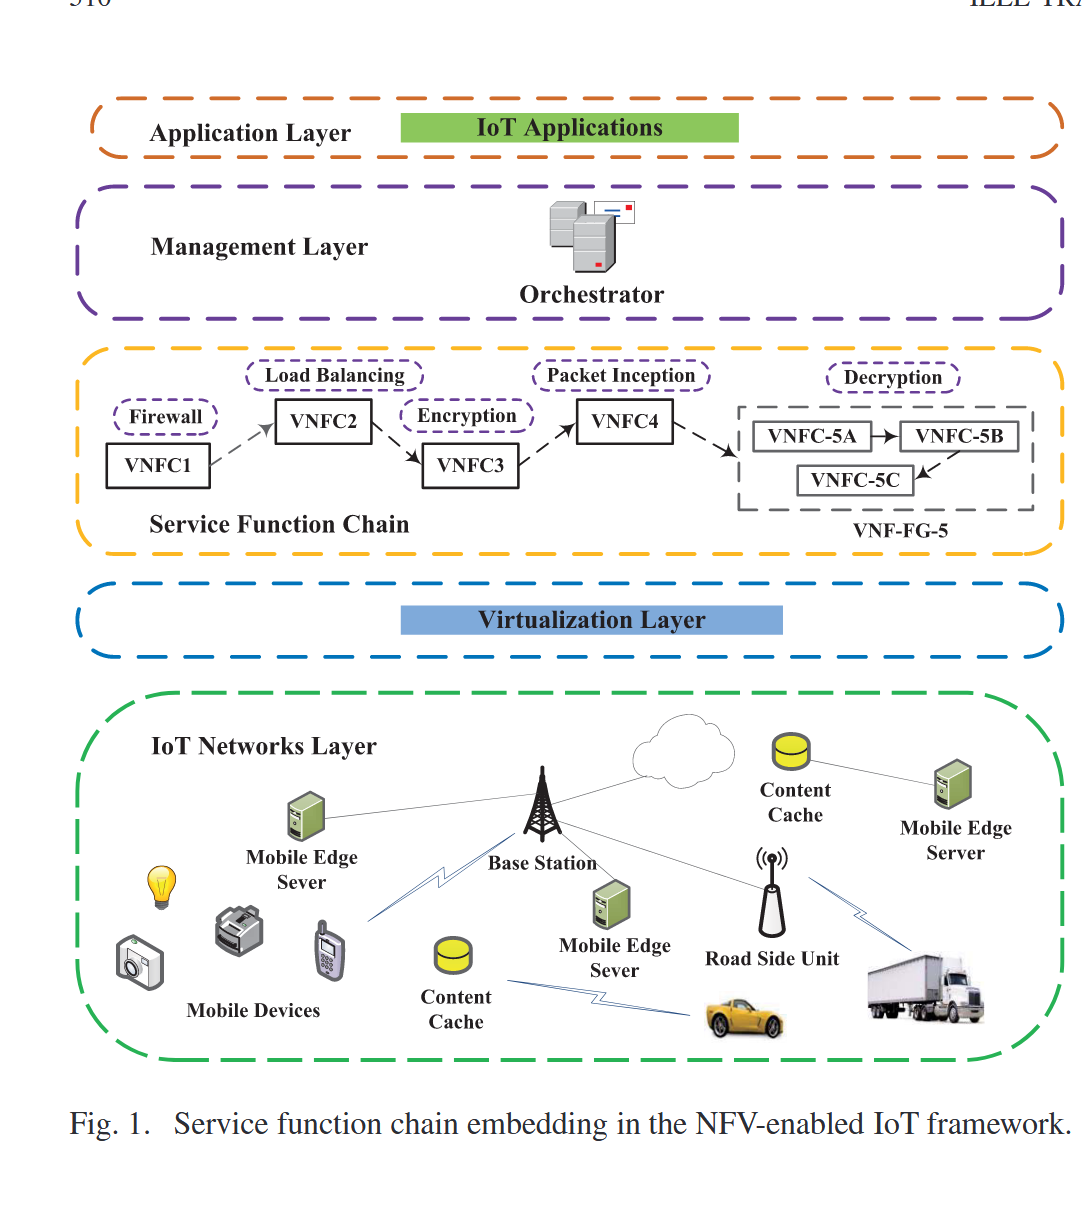 Application Layer
IoT Applications
Management Layer
Orchestrator
Load Balancing
Packet Inception
Decryption
Firewall
Encryption
VNFC1
VNFC2
VNFC3
VNFC4
VNFC-5A
VNFC-5B
VNFC-5C
Service Function Chain
VNF-FG-5
Virtualization Layer
IoT Networks Layer
Content
Cache
Mobile Edge
Server
Mobile Edge
Sever
Base Station
Mobile Edge
Sever
Road Side Unit
Mobile Devices
Content
Cache
Fig. 1. Service function chain embedding in the NFV-enabled IoT framework.